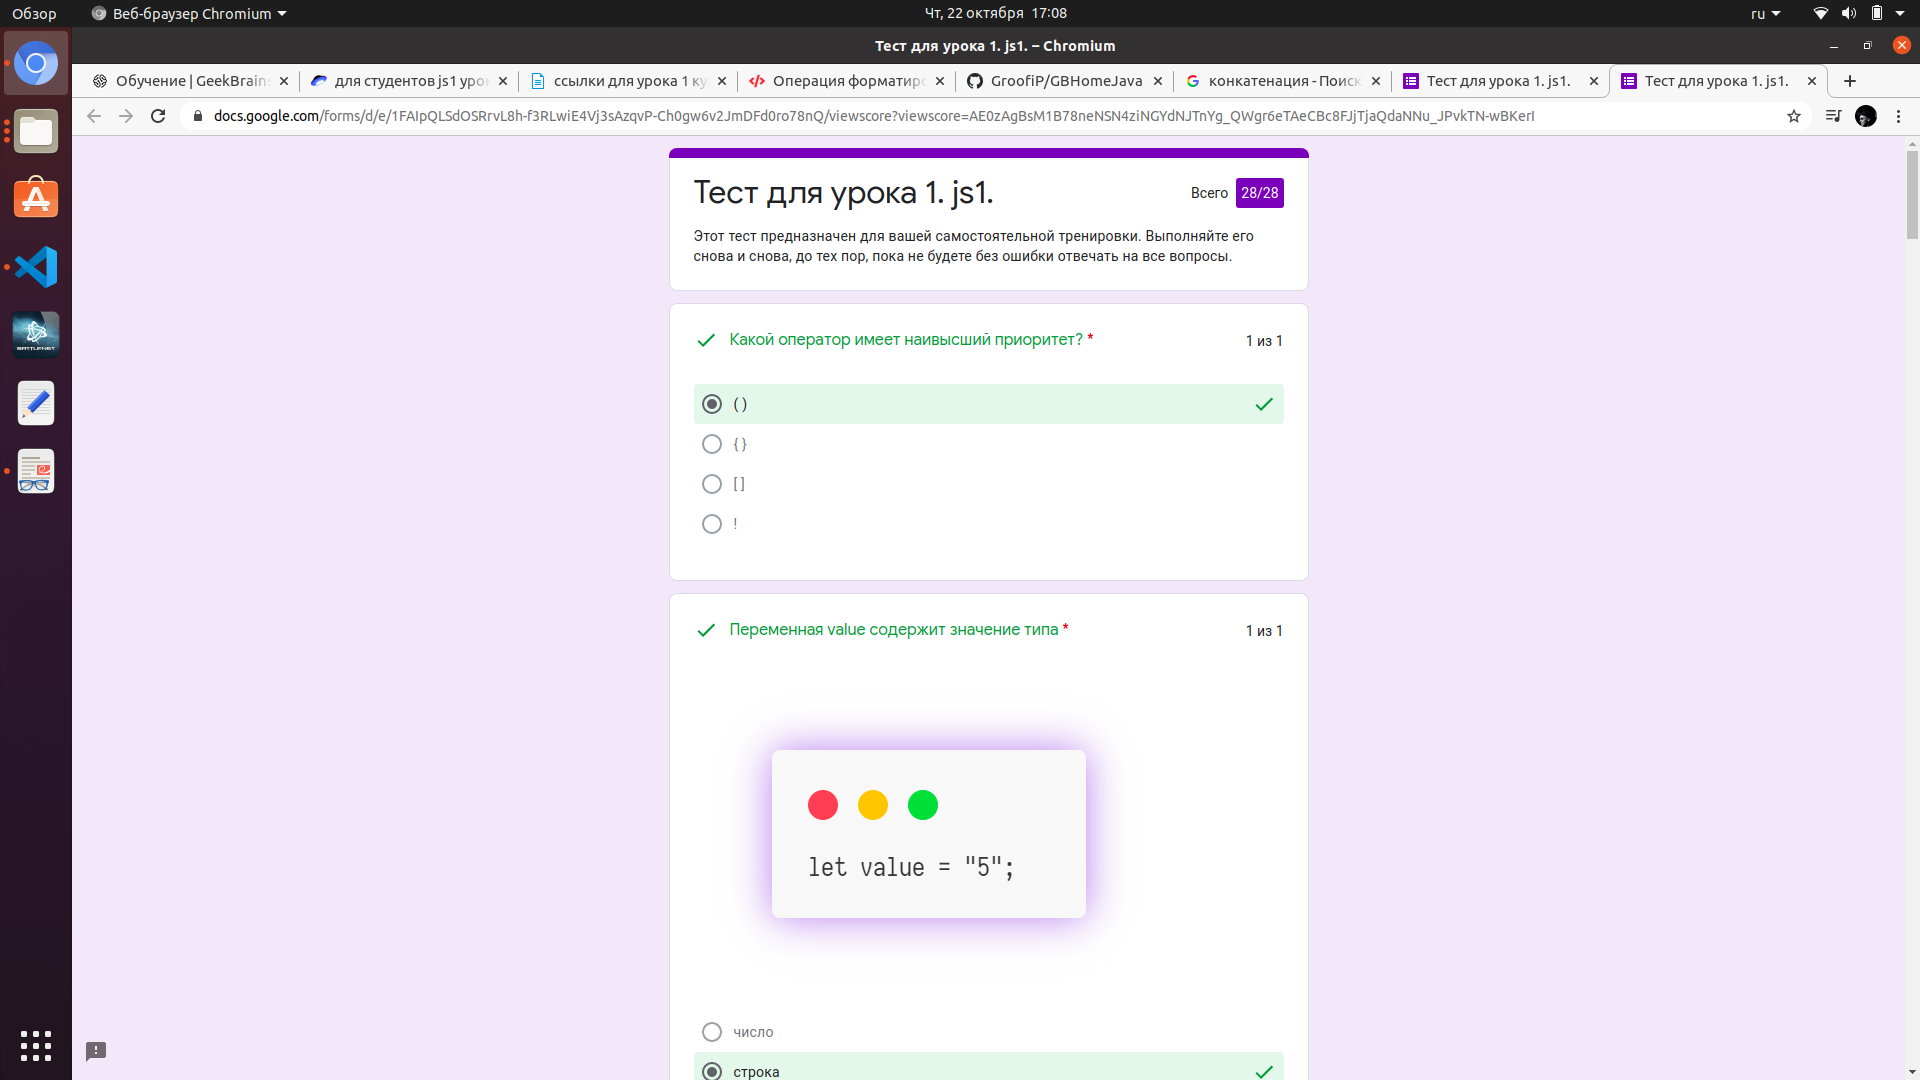 Обзор
Веб-браузер Chromium
Чт, 22 октября 17:08
ru
Тест для урока 1. js1. – Chromium
Обучение | GeekBrains
для студентов js1 урок
ссылки для урока 1 ку
Операция форматиро
GroofiP/GBHomeJava
конкатенация - Поиск
Тест для урока 1. js1.
Тест для урока 1. js1.
docs.google.com/forms/d/e/1FAIpQLSdOSRrvL8h-f3RLwiE4Vj3sAzqvP-Ch0gw6v2JmDFd0ro78nQ/viewscore?viewscore=AE0zAgBsM1B78neNSN4ziNGYdNJTnYg_QWgr6eTAeCBc8FJjTjaQdaNNu_JPvkTN-wBKerI
Тест для урока 1. js1.
Всего 28/28
Этот тест предназначен для вашей самостоятельной тренировки. Выполняйте его
снова и снова, до тех пор, пока не будете без ошибки отвечать на все вопросы.
Какой оператор имеет наивысший приоритет? *
1 из 1
( )
{ }
[ ]
!
Переменная value содержит значение типа *
1 из 1
let value = "5";
число
строка